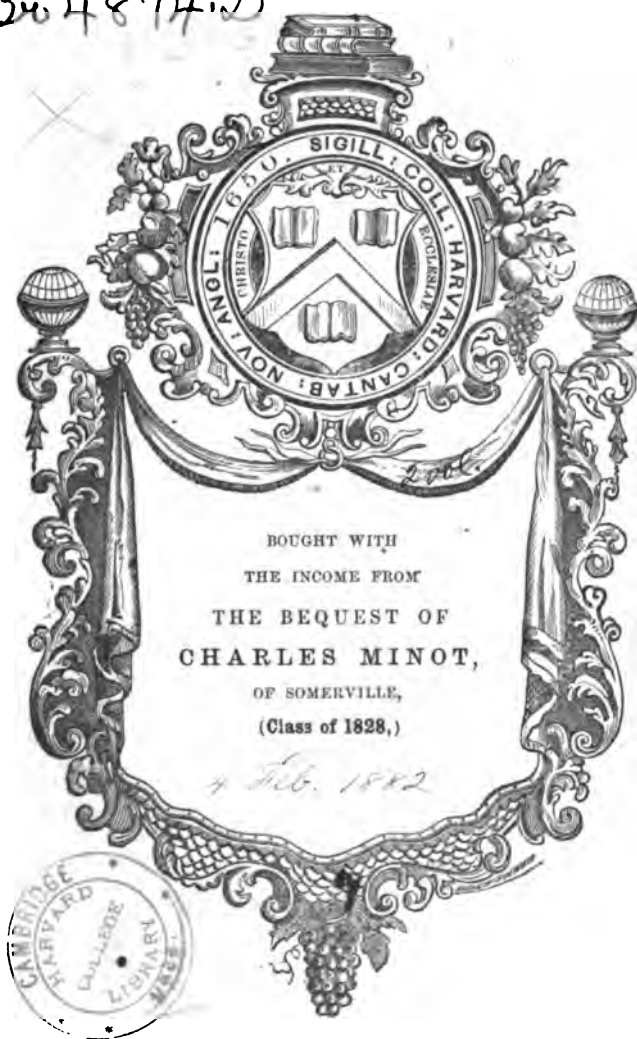 1650. SIGILL: COLL: HARVARD: CANTAB: NOV: ANGL:
ET
CHRISTO
ECCLESIAE
BOUGHT WITH
THE INCOME FROM
THE BEQUEST OF
CHARLES MINOT,
OF SOMERVILLE,
(Class of 1828,)
4 Feb. 1882
CAMBRIDGE
HARVARD
COLLEGE
LIBRARY
MASS.